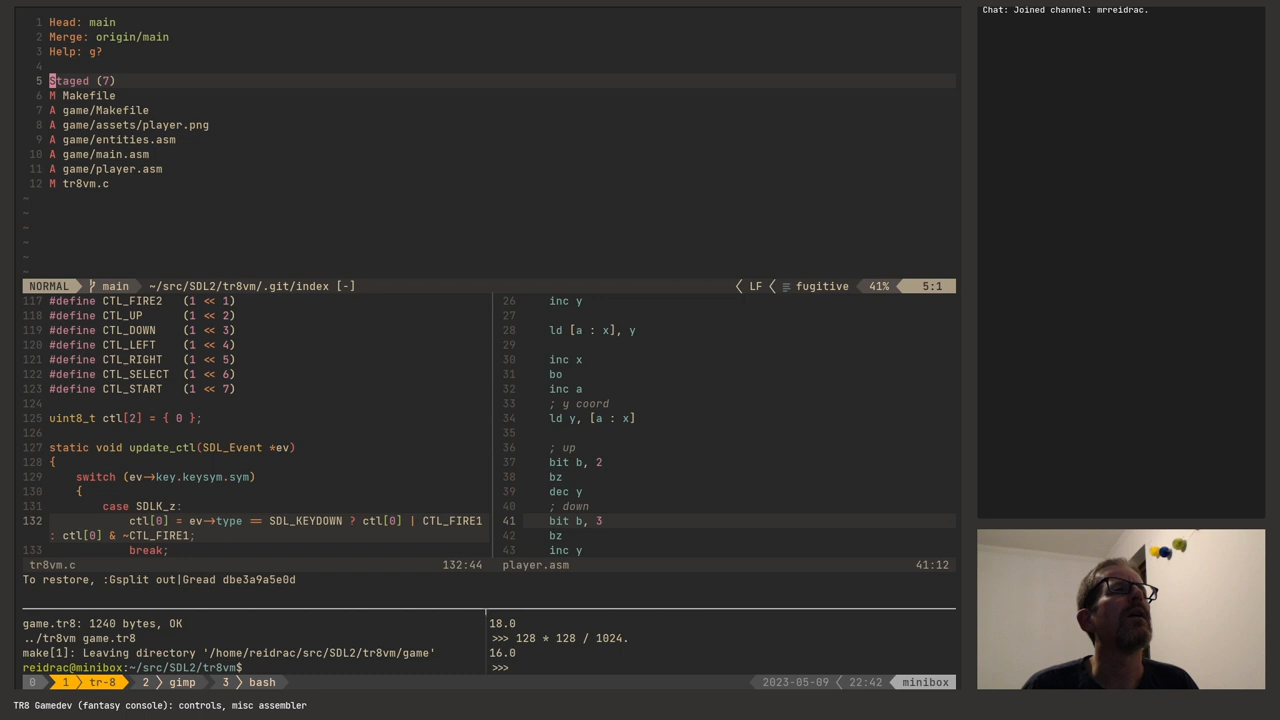 Chat: Joined channel: mrreidrac.
1 Head: main
2 Merge: origin/main
3 Help: g?
4
5 Staged (7)
6 M Makefile
7 A game/Makefile
8 A game/assets/player.png
9 A game/entities.asm
10 A game/main.asm
11 A game/player.asm
12 M tr8vm.c
~
~
~
~
~
~
NORMAL main ~/src/SDL2/tr8vm/.git/index [-] LF fugitive 41% 5:1
117 #define CTL_FIRE2 (1 << 1)
118 #define CTL_UP (1 << 2)
119 #define CTL_DOWN (1 << 3)
120 #define CTL_LEFT (1 << 4)
121 #define CTL_RIGHT (1 << 5)
122 #define CTL_SELECT (1 << 6)
123 #define CTL_START (1 << 7)
124
125 uint8_t ctl[2] = { 0 };
126
127 static void update_ctl(SDL_Event *ev)
128 {
129 switch (ev->key.keysym.sym)
130 {
131 case SDLK_z:
132 ctl[0] = ev->type == SDL_KEYDOWN ? ctl[0] | CTL_FIRE1
: ctl[0] & ~CTL_FIRE1;
133 break;
tr8vm.c 132:44
26 inc y
27
28 ld [a : x], y
29
30 inc x
31 bo
32 inc a
33 ; y coord
34 ld y, [a : x]
35
36 ; up
37 bit b, 2
38 bz
39 dec y
40 ; down
41 bit b, 3
42 bz
43 inc y
player.asm 41:12
To restore, :Gsplit out|Gread dbe3a9a5e0d
game.tr8: 1240 bytes, OK
../tr8vm game.tr8
make[1]: Leaving directory '/home/reidrac/src/SDL2/tr8vm/game'
reidrac@minibox:~/src/SDL2/tr8vm$
18.0
>>> 128 * 128 / 1024.
16.0
>>>
0 1 tr-8 2 gimp 3 bash 2023-05-09 22:42 minibox
TR8 Gamedev (fantasy console): controls, misc assembler